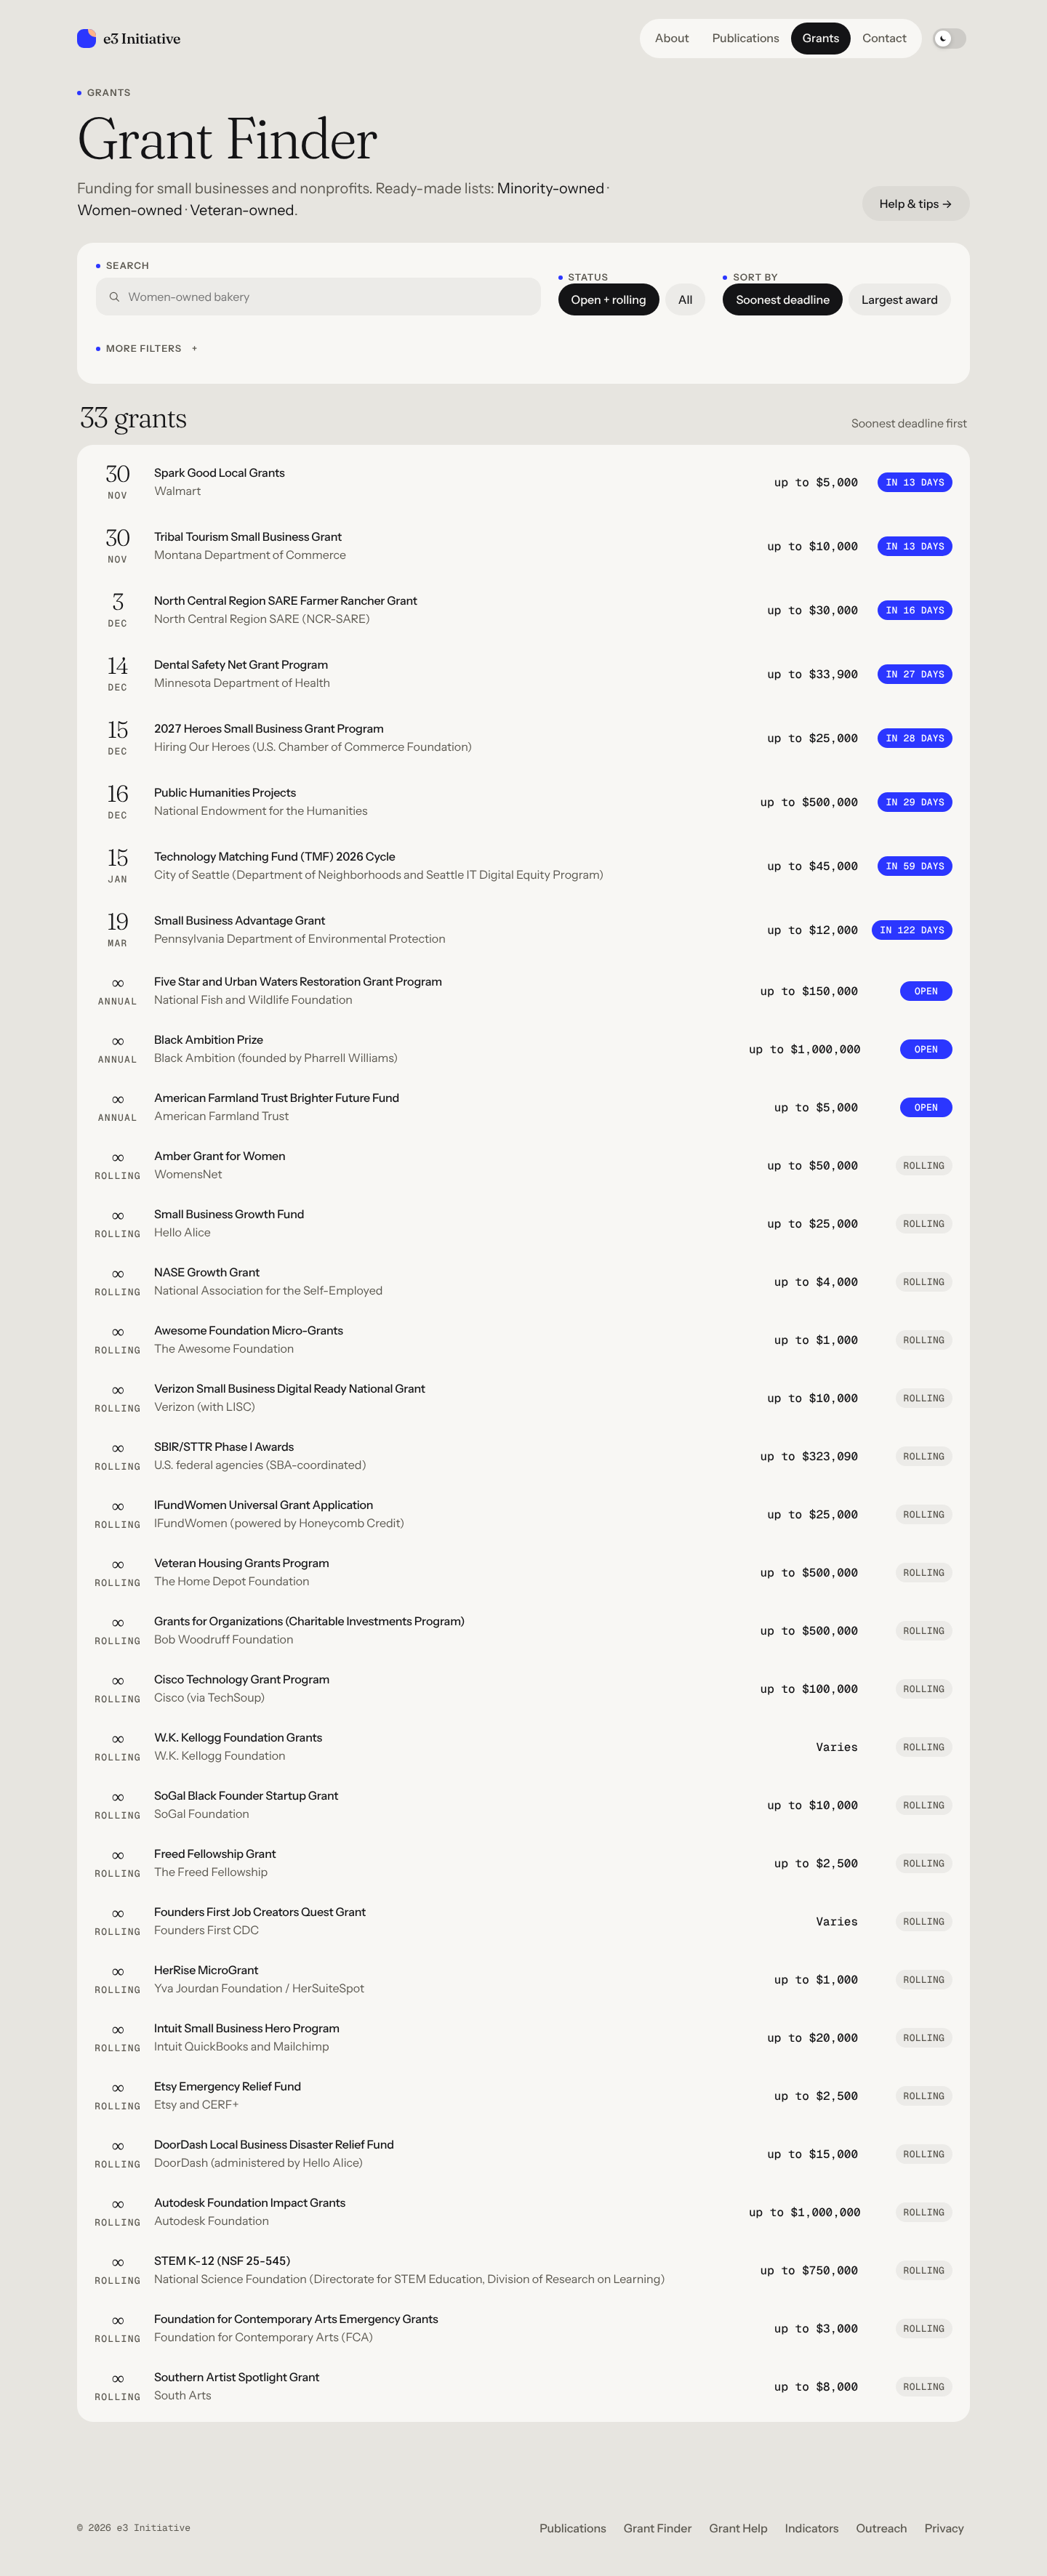 e3 Initiative
About Publications Grants Contact
GRANTS
Grant Finder
Funding for small businesses and nonprofits. Ready-made lists: Minority-owned ·
Women-owned · Veteran-owned.
Help & tips →
SEARCH
Women-owned bakery
STATUS
Open + rolling All
SORT BY
Soonest deadline Largest award
MORE FILTERS +
33 grants
Soonest deadline first
30
NOV
Spark Good Local Grants
Walmart
up to $5,000
IN 13 DAYS
30
NOV
Tribal Tourism Small Business Grant
Montana Department of Commerce
up to $10,000
IN 13 DAYS
3
DEC
North Central Region SARE Farmer Rancher Grant
North Central Region SARE (NCR-SARE)
up to $30,000
IN 16 DAYS
14
DEC
Dental Safety Net Grant Program
Minnesota Department of Health
up to $33,900
IN 27 DAYS
15
DEC
2027 Heroes Small Business Grant Program
Hiring Our Heroes (U.S. Chamber of Commerce Foundation)
up to $25,000
IN 28 DAYS
16
DEC
Public Humanities Projects
National Endowment for the Humanities
up to $500,000
IN 29 DAYS
15
JAN
Technology Matching Fund (TMF) 2026 Cycle
City of Seattle (Department of Neighborhoods and Seattle IT Digital Equity Program)
up to $45,000
IN 59 DAYS
19
MAR
Small Business Advantage Grant
Pennsylvania Department of Environmental Protection
up to $12,000
IN 122 DAYS
∞
ANNUAL
Five Star and Urban Waters Restoration Grant Program
National Fish and Wildlife Foundation
up to $150,000
OPEN
∞
ANNUAL
Black Ambition Prize
Black Ambition (founded by Pharrell Williams)
up to $1,000,000
OPEN
∞
ANNUAL
American Farmland Trust Brighter Future Fund
American Farmland Trust
up to $5,000
OPEN
∞
ROLLING
Amber Grant for Women
WomensNet
up to $50,000
ROLLING
∞
ROLLING
Small Business Growth Fund
Hello Alice
up to $25,000
ROLLING
∞
ROLLING
NASE Growth Grant
National Association for the Self-Employed
up to $4,000
ROLLING
∞
ROLLING
Awesome Foundation Micro-Grants
The Awesome Foundation
up to $1,000
ROLLING
∞
ROLLING
Verizon Small Business Digital Ready National Grant
Verizon (with LISC)
up to $10,000
ROLLING
∞
ROLLING
SBIR/STTR Phase I Awards
U.S. federal agencies (SBA-coordinated)
up to $323,090
ROLLING
∞
ROLLING
IFundWomen Universal Grant Application
IFundWomen (powered by Honeycomb Credit)
up to $25,000
ROLLING
∞
ROLLING
Veteran Housing Grants Program
The Home Depot Foundation
up to $500,000
ROLLING
∞
ROLLING
Grants for Organizations (Charitable Investments Program)
Bob Woodruff Foundation
up to $500,000
ROLLING
∞
ROLLING
Cisco Technology Grant Program
Cisco (via TechSoup)
up to $100,000
ROLLING
∞
ROLLING
W.K. Kellogg Foundation Grants
W.K. Kellogg Foundation
Varies
ROLLING
∞
ROLLING
SoGal Black Founder Startup Grant
SoGal Foundation
up to $10,000
ROLLING
∞
ROLLING
Freed Fellowship Grant
The Freed Fellowship
up to $2,500
ROLLING
∞
ROLLING
Founders First Job Creators Quest Grant
Founders First CDC
Varies
ROLLING
∞
ROLLING
HerRise MicroGrant
Yva Jourdan Foundation / HerSuiteSpot
up to $1,000
ROLLING
∞
ROLLING
Intuit Small Business Hero Program
Intuit QuickBooks and Mailchimp
up to $20,000
ROLLING
∞
ROLLING
Etsy Emergency Relief Fund
Etsy and CERF+
up to $2,500
ROLLING
∞
ROLLING
DoorDash Local Business Disaster Relief Fund
DoorDash (administered by Hello Alice)
up to $15,000
ROLLING
∞
ROLLING
Autodesk Foundation Impact Grants
Autodesk Foundation
up to $1,000,000
ROLLING
∞
ROLLING
STEM K-12 (NSF 25-545)
National Science Foundation (Directorate for STEM Education, Division of Research on Learning)
up to $750,000
ROLLING
∞
ROLLING
Foundation for Contemporary Arts Emergency Grants
Foundation for Contemporary Arts (FCA)
up to $3,000
ROLLING
∞
ROLLING
Southern Artist Spotlight Grant
South Arts
up to $8,000
ROLLING
© 2026 e3 Initiative
Publications Grant Finder Grant Help Indicators Outreach Privacy